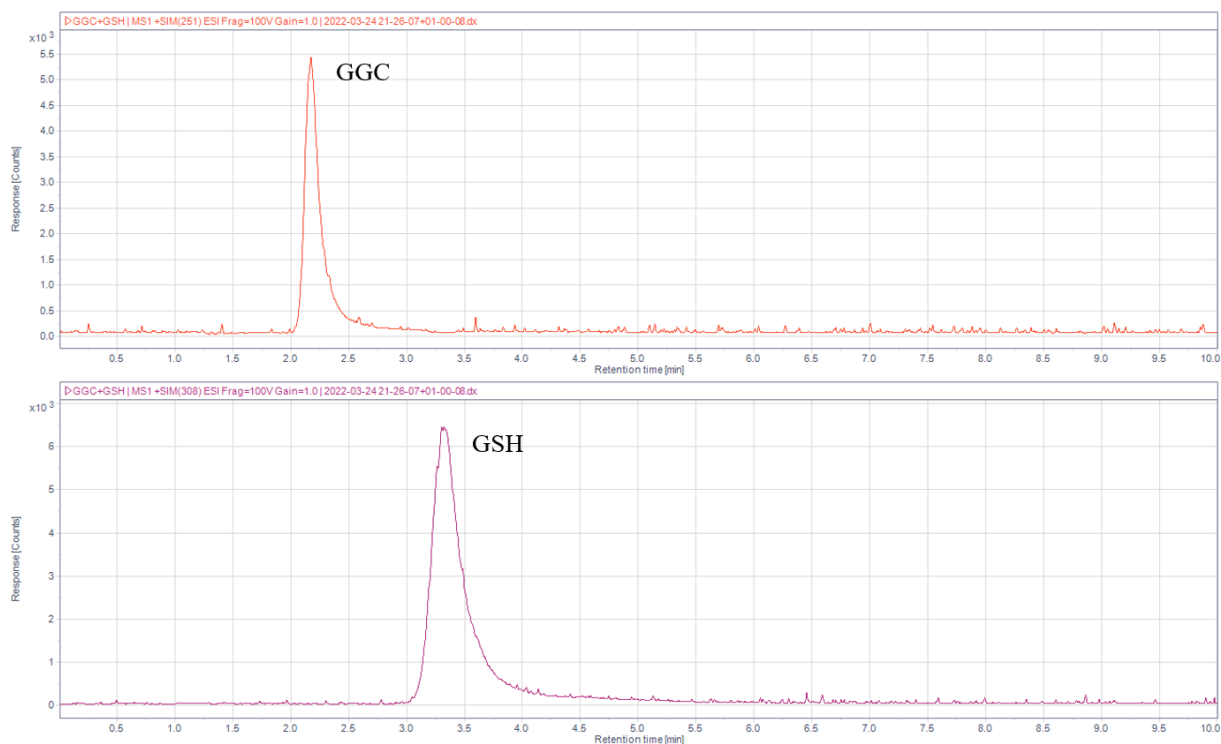 ▷GGC+GSH | MS1 +SIM(251) ESI Frag=100V Gain=1.0 | 2022-03-24 21-26-07+01-00-08.dx
x10 3
5.5
5.0
4.5
4.0
3.5
3.0
2.5
2.0
1.5
1.0
0.5
0.0
Response [Counts]
GGC
0.5 1.0 1.5 2.0 2.5 3.0 3.5 4.0 4.5 5.0 5.5 6.0 6.5 7.0 7.5 8.0 8.5 9.0 9.5 10.0
Retention time [min]
▷GGC+GSH | MS1 +SIM(308) ESI Frag=100V Gain=1.0 | 2022-03-24 21-26-07+01-00-08.dx
x10 3
6
5
4
3
2
1
0
Response [Counts]
GSH
0.5 1.0 1.5 2.0 2.5 3.0 3.5 4.0 4.5 5.0 5.5 6.0 6.5 7.0 7.5 8.0 8.5 9.0 9.5 10.0
Retention time [min]